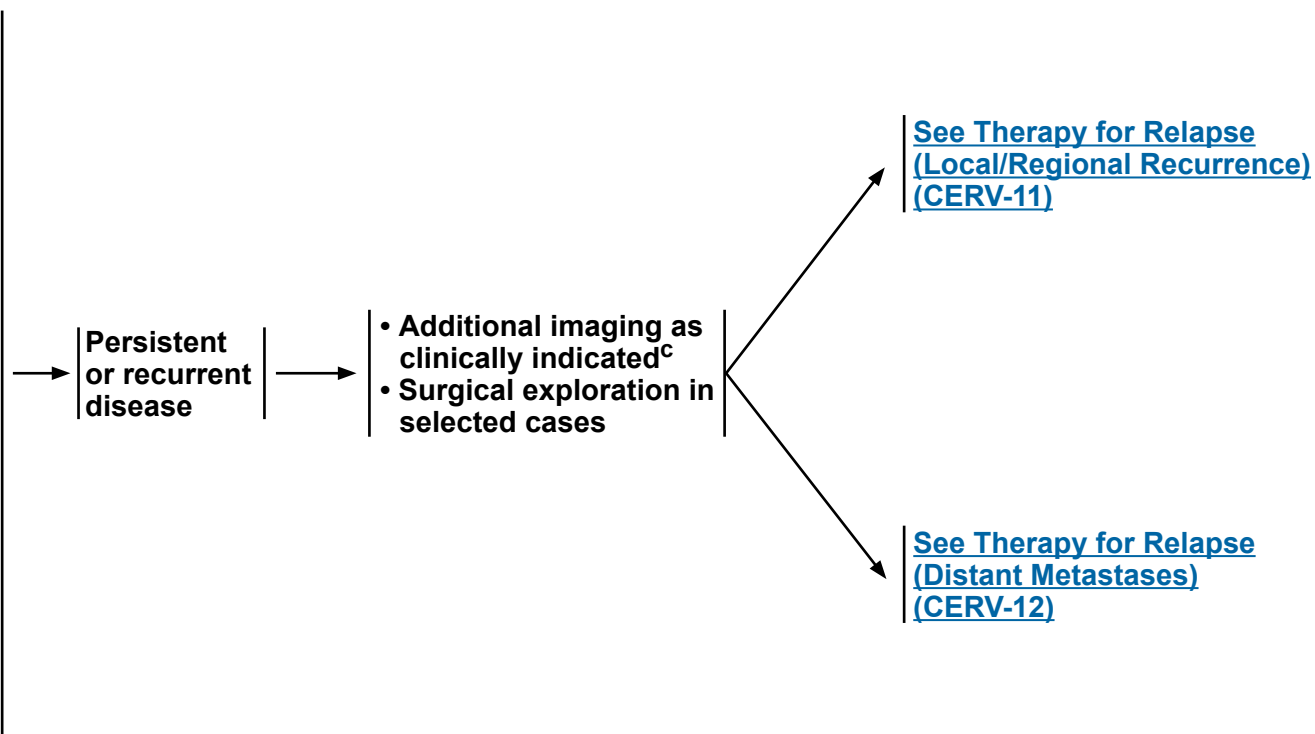 Persistent
or recurrent
disease
• Additional imaging as
clinically indicatedᶜ
• Surgical exploration in
selected cases
See Therapy for Relapse
(Local/Regional Recurrence)
(CERV-11)
See Therapy for Relapse
(Distant Metastases)
(CERV-12)